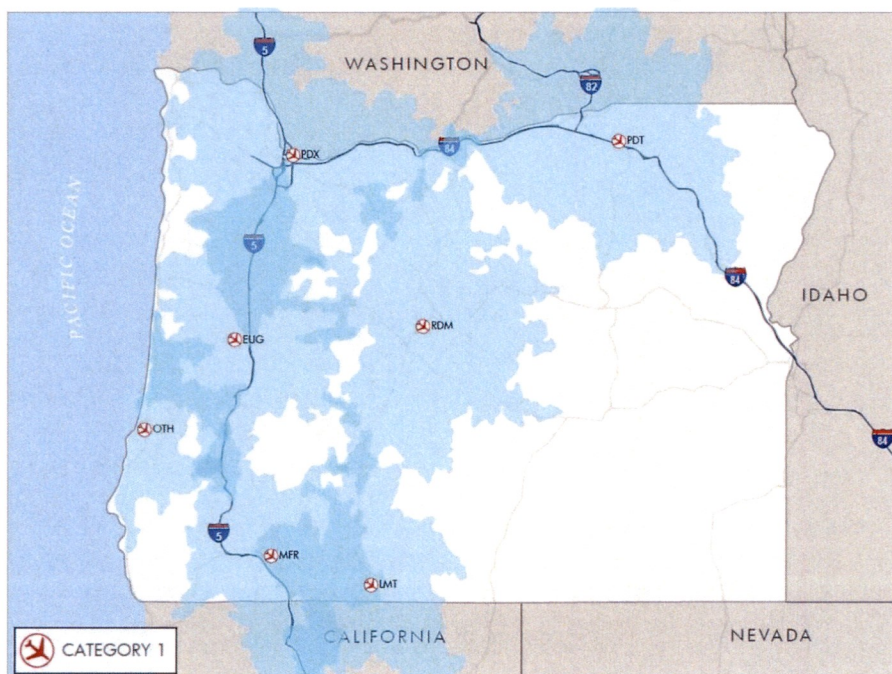 5
WASHINGTON
82
PDX
84
PDT
PACIFIC OCEAN
5
84
IDAHO
RDM
EUG
OTH
84
5
MFR
LMT
CATEGORY 1
CALIFORNIA
NEVADA